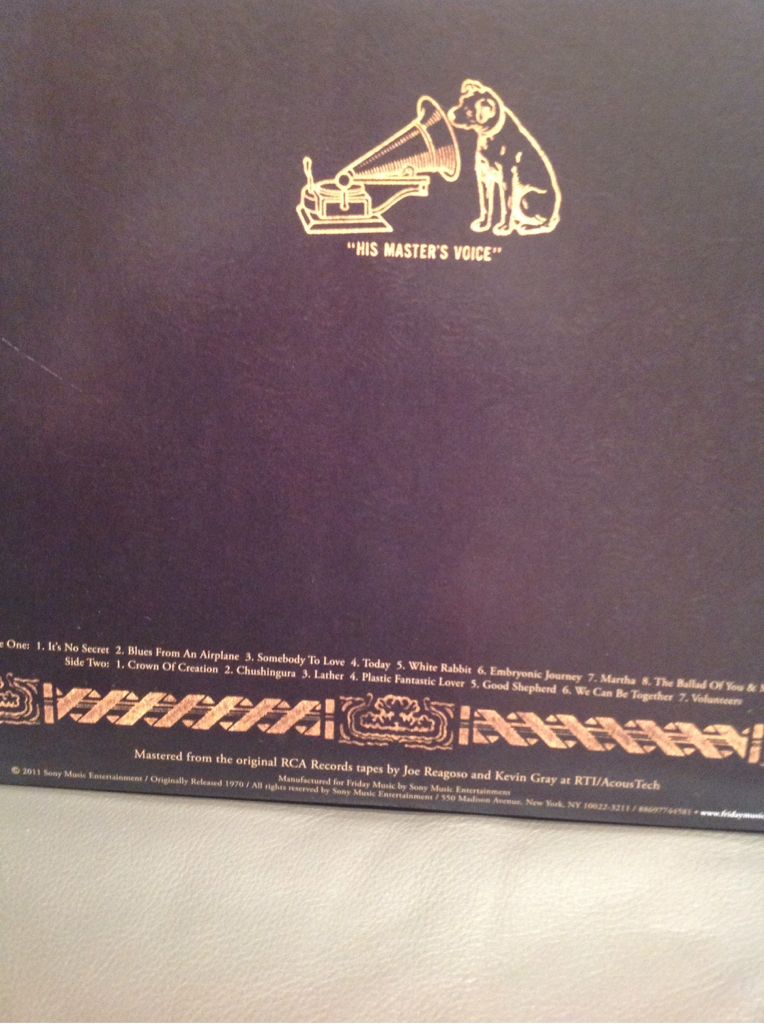 "HIS MASTER'S VOICE"
e One: 1. It's No Secret 2. Blues From An Airplane 3. Somebody To Love 4. Today 5. White Rabbit 6. Embryonic Journey 7. Martha 8. The Ballad Of You &
Side Two: 1. Crown Of Creation 2. Chushingura 3. Lather 4. Plastic Fantastic Lover 5. Good Shepherd 6. We Can Be Together 7. Volunteers
Mastered from the original RCA Records tapes by Joe Reagoso and Kevin Gray at RTI/AcousTech
Manufactured for Friday Music by Sony Music Entertainment
© 2011 Sony Music Entertainment / Originally Released 1970 / All rights reserved by Sony Music Entertainment / 550 Madison Avenue, New York, NY 10022-3211 / 88697744581 • www.fridaymusic